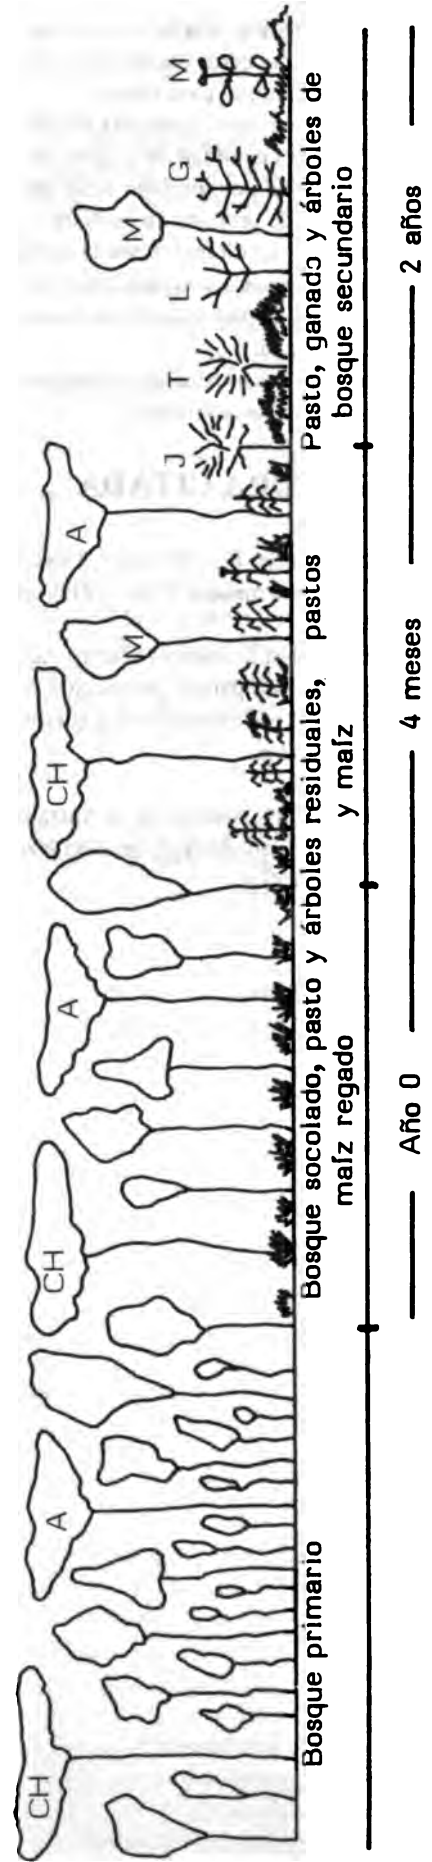 CH
A
CH
A
CH
M
A
J
T
L
M
G
M
Bosque primario
Bosque socolado, pasto y
maíz regado
árboles residuales, pastos
y maíz
Pasto, ganado y árboles de
bosque secundario
Año 0
4 meses
2 años